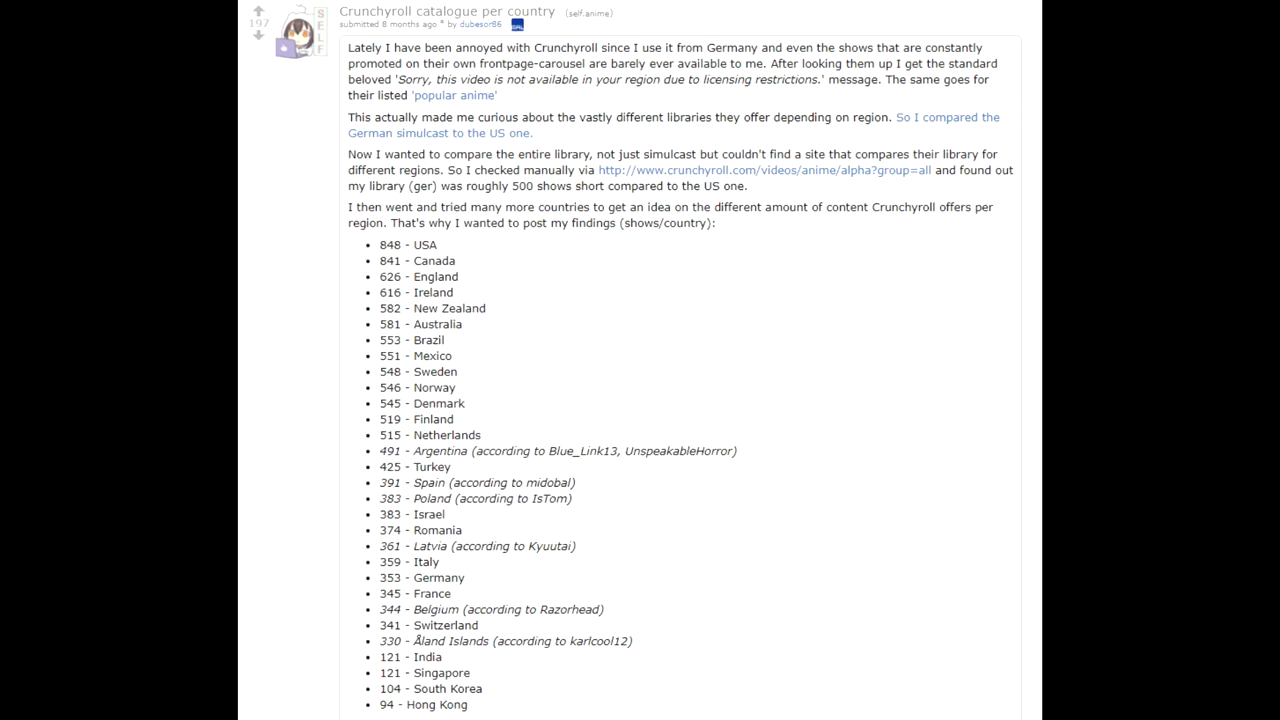 Crunchyroll catalogue per country (self.anime)
197
submitted 8 months ago * by dubesor86
SELF
Lately I have been annoyed with Crunchyroll since I use it from Germany and even the shows that are constantly
promoted on their own frontpage-carousel are barely ever available to me. After looking them up I get the standard
beloved 'Sorry, this video is not available in your region due to licensing restrictions.' message. The same goes for
their listed 'popular anime'
This actually made me curious about the vastly different libraries they offer depending on region. So I compared the
German simulcast to the US one.
Now I wanted to compare the entire library, not just simulcast but couldn't find a site that compares their library for
different regions. So I checked manually via http://www.crunchyroll.com/videos/anime/alpha?group=all and found out
my library (ger) was roughly 500 shows short compared to the US one.
I then went and tried many more countries to get an idea on the different amount of content Crunchyroll offers per
region. That's why I wanted to post my findings (shows/country):
• 848 - USA
• 841 - Canada
• 626 - England
• 616 - Ireland
• 582 - New Zealand
• 581 - Australia
• 553 - Brazil
• 551 - Mexico
• 548 - Sweden
• 546 - Norway
• 545 - Denmark
• 519 - Finland
• 515 - Netherlands
• 491 - Argentina (according to Blue_Link13, UnspeakableHorror)
• 425 - Turkey
• 391 - Spain (according to midobal)
• 383 - Poland (according to IsTom)
• 383 - Israel
• 374 - Romania
• 361 - Latvia (according to Kyuutai)
• 359 - Italy
• 353 - Germany
• 345 - France
• 344 - Belgium (according to Razorhead)
• 341 - Switzerland
• 330 - Åland Islands (according to karlcool12)
• 121 - India
• 121 - Singapore
• 104 - South Korea
• 94 - Hong Kong